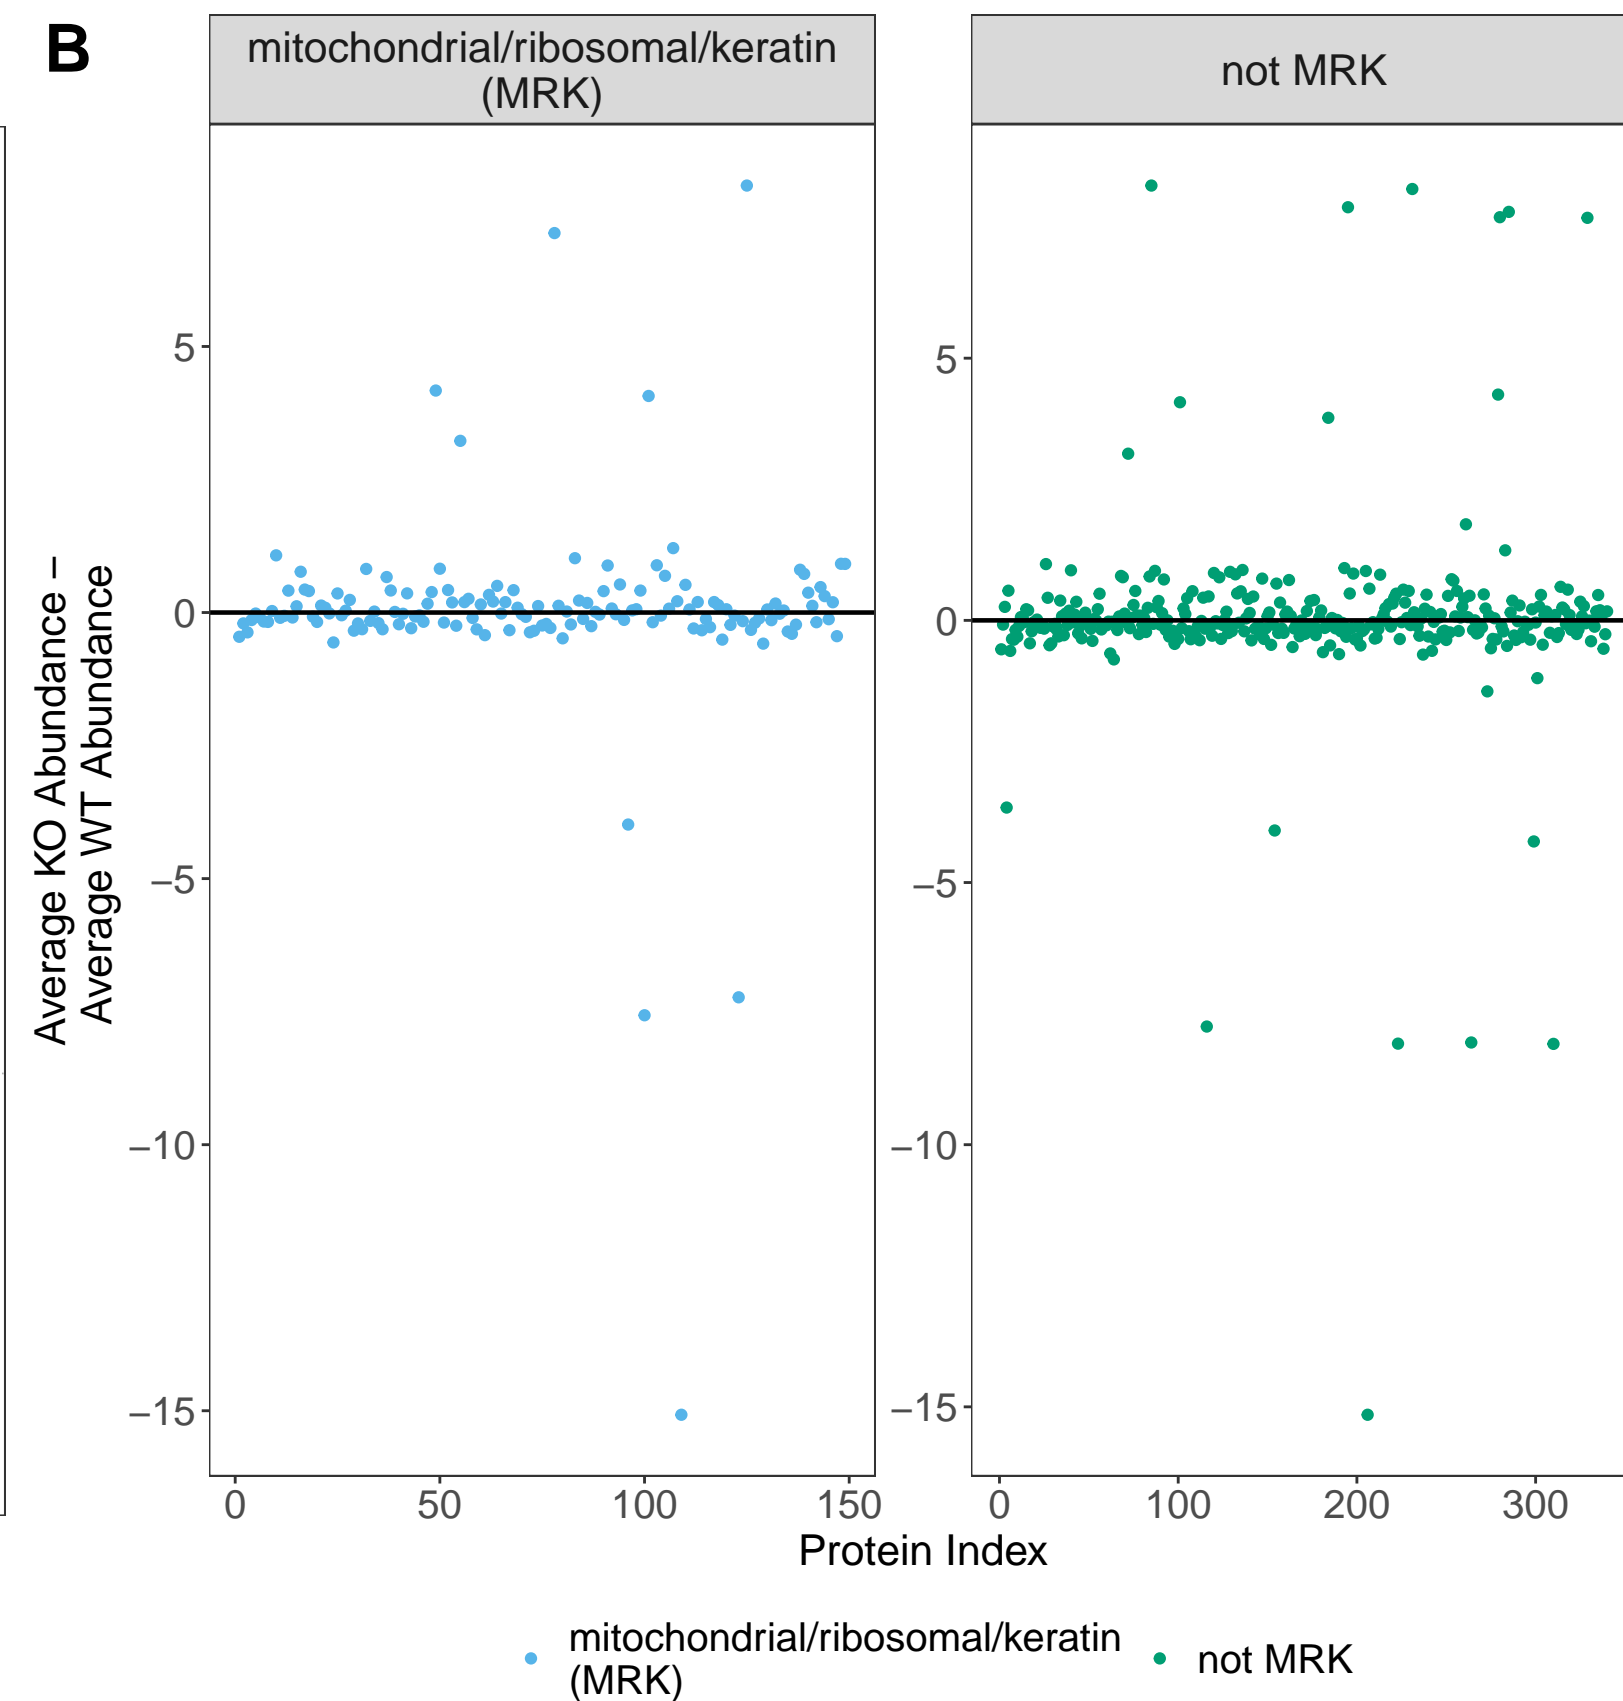 B
mitochondrial/ribosomal/keratin
(MRK)
not MRK
Average KO Abundance –
Average WT Abundance
5
0
−5
−10
−15
5
0
−5
−10
−15
0 50 100 150
0 100 200 300
Protein Index
mitochondrial/ribosomal/keratin
(MRK)
not MRK